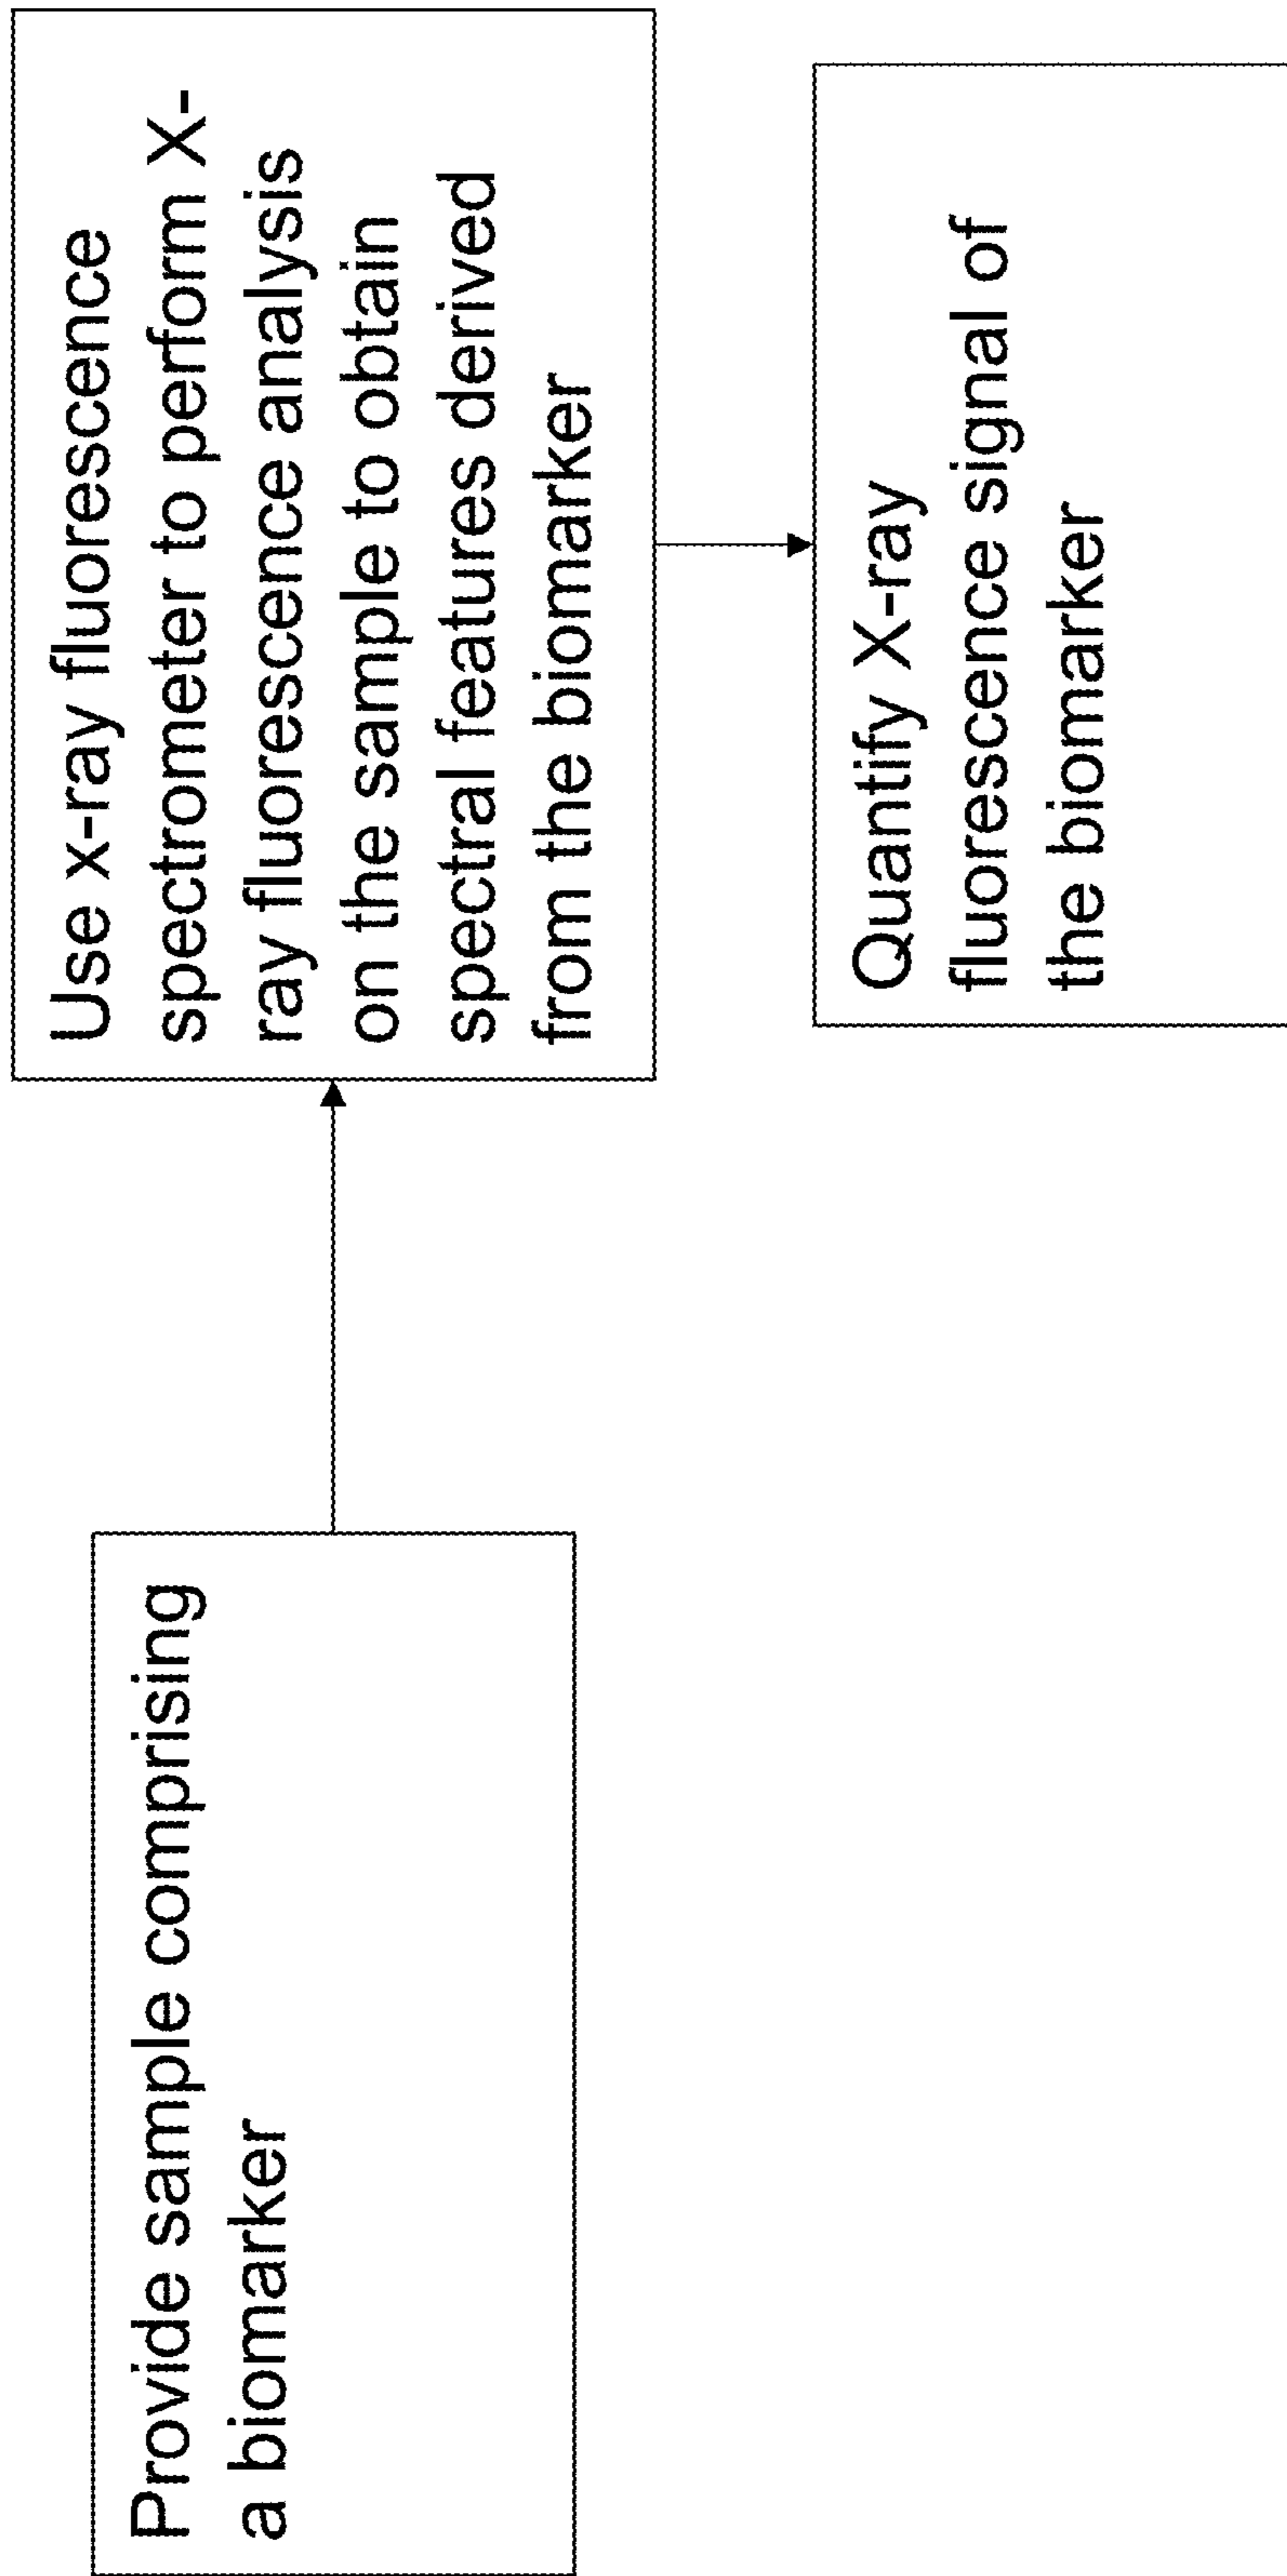 Provide sample comprising
a biomarker
Use x-ray fluorescence
spectrometer to perform X-
ray fluorescence analysis
on the sample to obtain
spectral features derived
from the biomarker
Quantify X-ray
fluorescence signal of
the biomarker